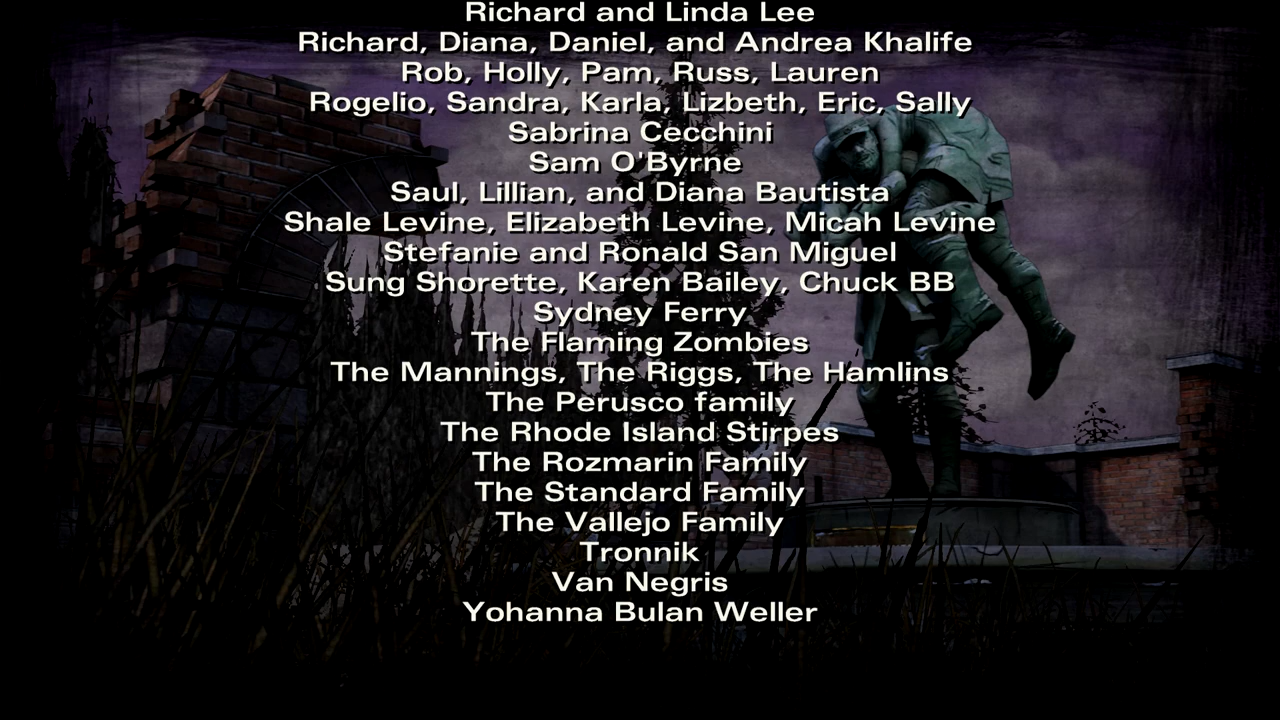 Richard and Linda Lee
Richard, Diana, Daniel, and Andrea Khalife
Rob, Holly, Pam, Russ, Lauren
Rogelio, Sandra, Karla, Lizbeth, Eric, Sally
Sabrina Cecchini
Sam O'Byrne
Saul, Lillian, and Diana Bautista
Shale Levine, Elizabeth Levine, Micah Levine
Stefanie and Ronald San Miguel
Sung Shorette, Karen Bailey, Chuck BB
Sydney Ferry
The Flaming Zombies
The Mannings, The Riggs, The Hamlins
The Perusco family
The Rhode Island Stirpes
The Rozmarin Family
The Standard Family
The Vallejo Family
Tronnik
Van Negris
Yohanna Bulan Weller